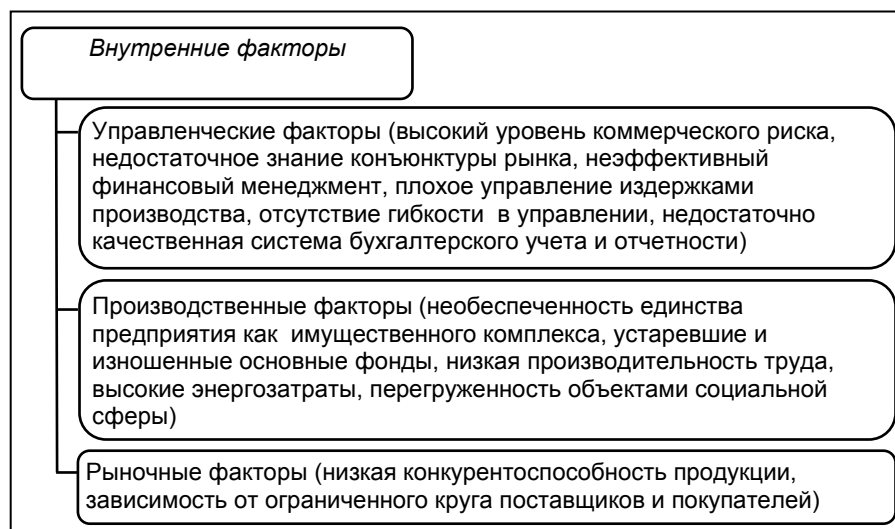 Внутренние факторы
Управленческие факторы (высокий уровень коммерческого риска,
недостаточное знание конъюнктуры рынка, неэффективный
финансовый менеджмент, плохое управление издержками
производства, отсутствие гибкости в управлении, недостаточно
качественная система бухгалтерского учета и отчетности)
Производственные факторы (необеспеченность единства
предприятия как имущественного комплекса, устаревшие и
изношенные основные фонды, низкая производительность труда,
высокие энергозатраты, перегруженность объектами социальной
сферы)
Рыночные факторы (низкая конкурентоспособность продукции,
зависимость от ограниченного круга поставщиков и покупателей)